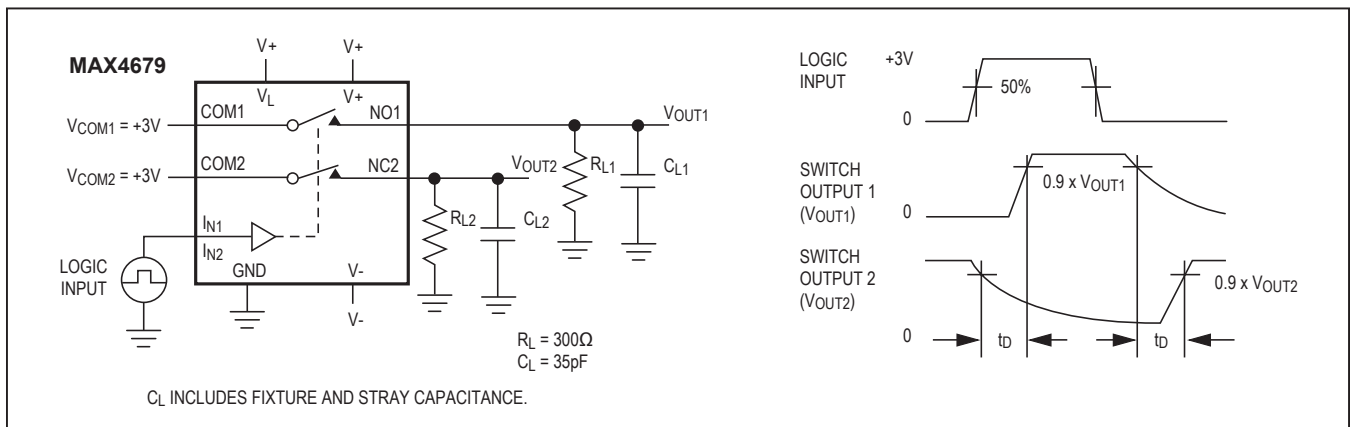 MAX4679
V+ V+
VL V+
VCOM1 = +3V COM1 NO1 VOUT1
VCOM2 = +3V COM2 NC2 VOUT2 RL1 CL1
RL2 CL2
IN1
IN2
LOGIC
INPUT
GND V-
V-
RL = 300Ω
CL = 35pF
CL INCLUDES FIXTURE AND STRAY CAPACITANCE.
LOGIC
INPUT
+3V
50%
0
SWITCH
OUTPUT 1
(VOUT1)
0.9 x VOUT1
0
SWITCH
OUTPUT 2
(VOUT2)
0.9 x VOUT2
0
tD tD